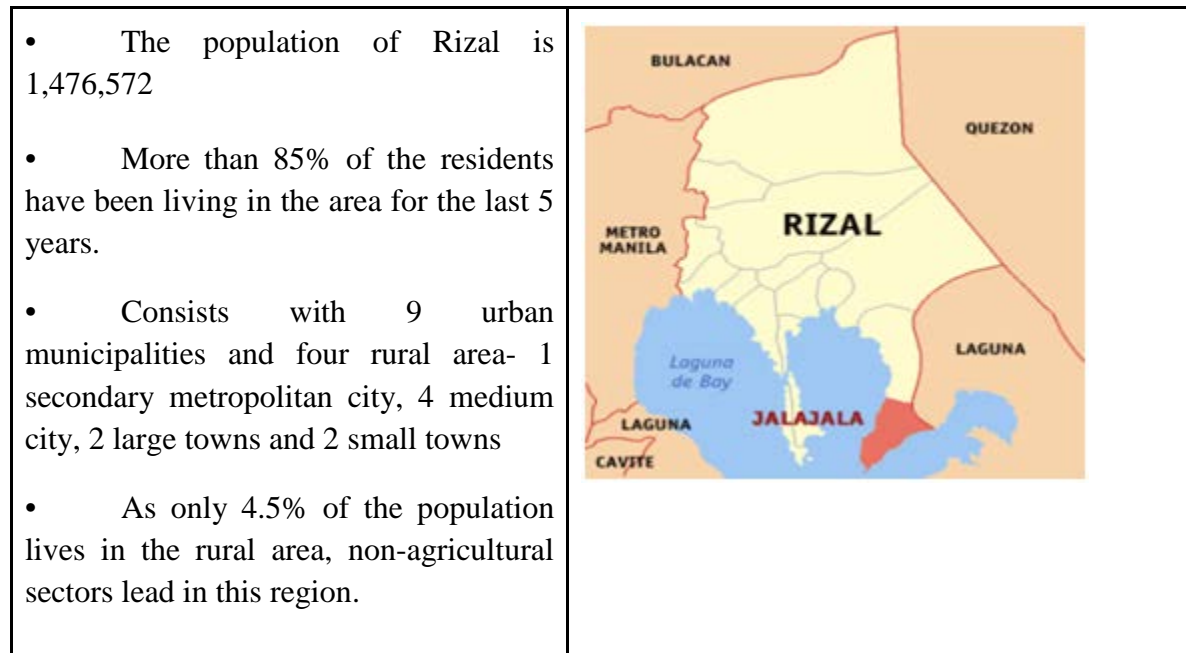 • The population of Rizal is
1,476,572
• More than 85% of the residents
have been living in the area for the last 5
years.
• Consists with 9 urban
municipalities and four rural area- 1
secondary metropolitan city, 4 medium
city, 2 large towns and 2 small towns
• As only 4.5% of the population
lives in the rural area, non-agricultural
sectors lead in this region.
BULACAN
QUEZON
RIZAL
METRO
MANILA
LAGUNA
Laguna
de Bay
JALAJALA
LAGUNA
CAVITE